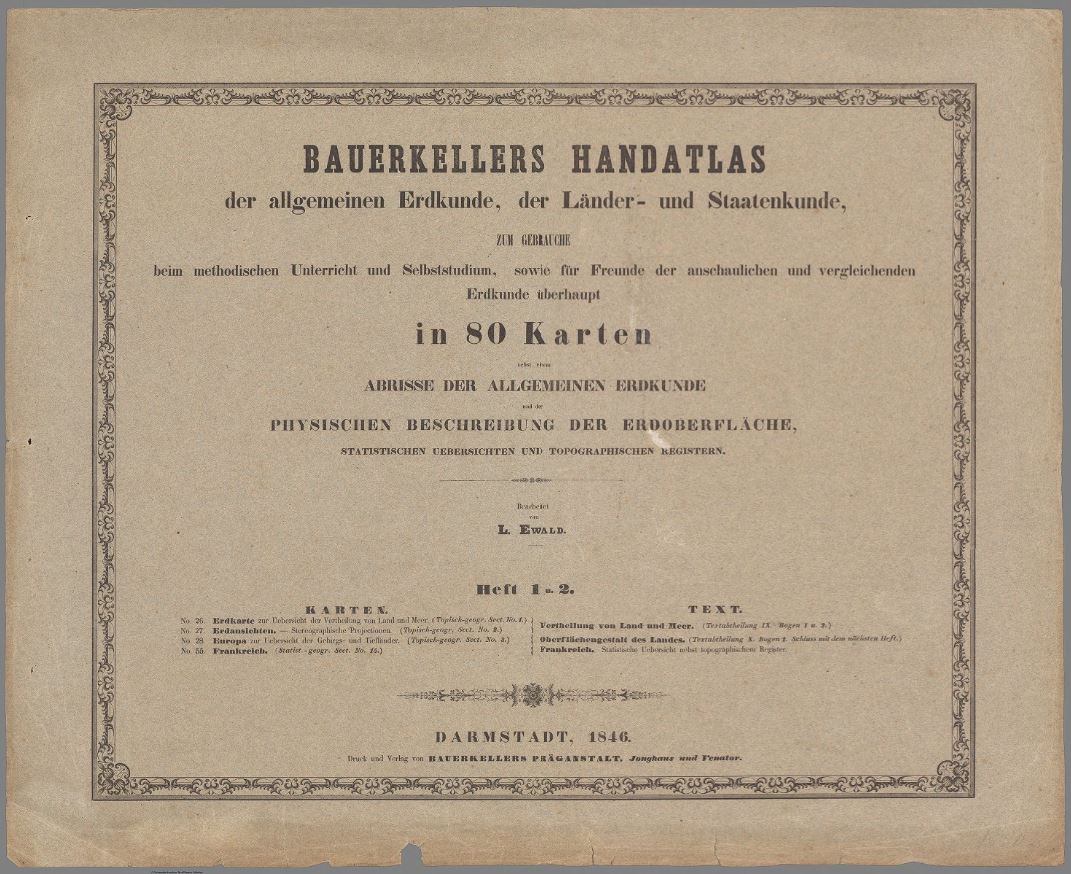 BAUERKELLERS HANDATLAS
der allgemeinen Erdkunde, der Länder- und Staatenkunde,
ZUM GEBRAUCHE
beim methodischen Unterricht und Selbststudium, sowie für Freunde der anschaulichen und vergleichenden
Erdkunde überhaupt
in 80 Karten
nebst einem
ABRISSE DER ALLGEMEINEN ERDKUNDE
und der
PHYSISCHEN BESCHREIBUNG DER ERDOBERFLÄCHE,
STATISTISCHEN UEBERSICHTEN UND TOPOGRAPHISCHEN REGISTERN.
Bearbeitet
von
L. EWALD.
Heft 1 u. 2.
KARTEN.
No. 26. Erdkarte zur Uebersicht der Vertheilung von Land und Meer. (Topisch-geogr. Sect. No. 1.)
No. 27. Erdansichten. — Stereographische Projectionen. (Topisch-geogr. Sect. No. 2.)
No. 28. Europa zur Uebersicht der Gebirgs- und Tiefländer. (Topisch-geogr. Sect. No. 3.)
No. 55. Frankreich. (Statist.-geogr. Sect. No. 15.)
TEXT.
Vertheilung von Land und Meer. (Textabtheilung IX. Bogen 1 u. 2.)
Oberflächengestalt des Landes. (Textabtheilung X. Bogen 2. Schluss mit dem nächsten Heft.)
Frankreich. Statistische Uebersicht nebst topographischem Register.
DARMSTADT, 1846.
Druck und Verlag von BAUERKELLERS PRÄGANSTALT, Jonghaus und Venator.